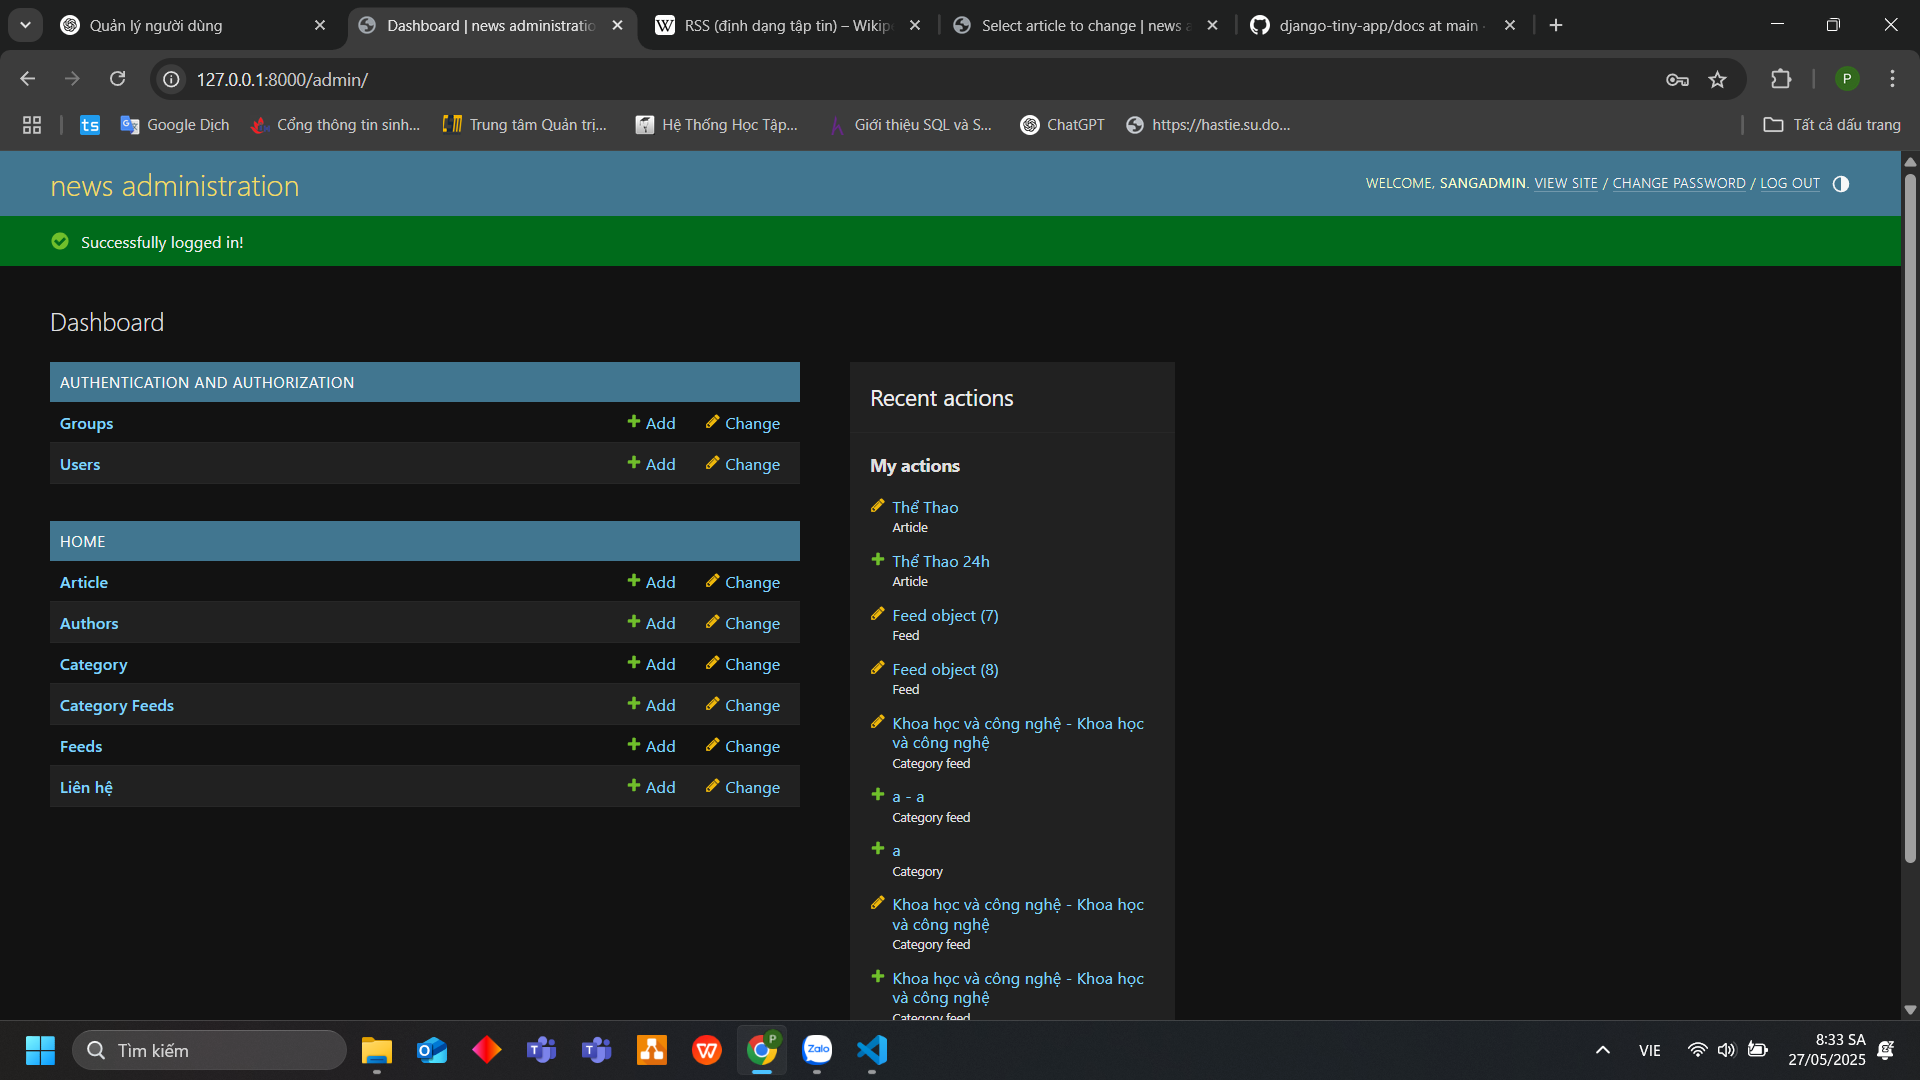 Quản lý người dùng
Dashboard | news administratio
RSS (định dạng tập tin) – Wikip
Select article to change | news a
django-tiny-app/docs at main
127.0.0.1:8000/admin/
P
ts
Google Dịch
Cổng thông tin sinh...
Trung tâm Quản trị...
Hệ Thống Học Tập...
Giới thiệu SQL và S...
ChatGPT
https://hastie.su.do...
Tất cả dấu trang
news administration
WELCOME, SANGADMIN. VIEW SITE / CHANGE PASSWORD / LOG OUT
Successfully logged in!
Dashboard
AUTHENTICATION AND AUTHORIZATION
Groups Add Change
Users Add Change
HOME
Article Add Change
Authors Add Change
Category Add Change
Category Feeds Add Change
Feeds Add Change
Liên hệ Add Change
Recent actions
My actions
Thể Thao
Article
Thể Thao 24h
Article
Feed object (7)
Feed
Feed object (8)
Feed
Khoa học và công nghệ - Khoa học
và công nghệ
Category feed
a - a
Category feed
a
Category
Khoa học và công nghệ - Khoa học
và công nghệ
Category feed
Khoa học và công nghệ - Khoa học
và công nghệ
Category feed
Tìm kiếm
Zalo
VIE
8:33 SA
27/05/2025